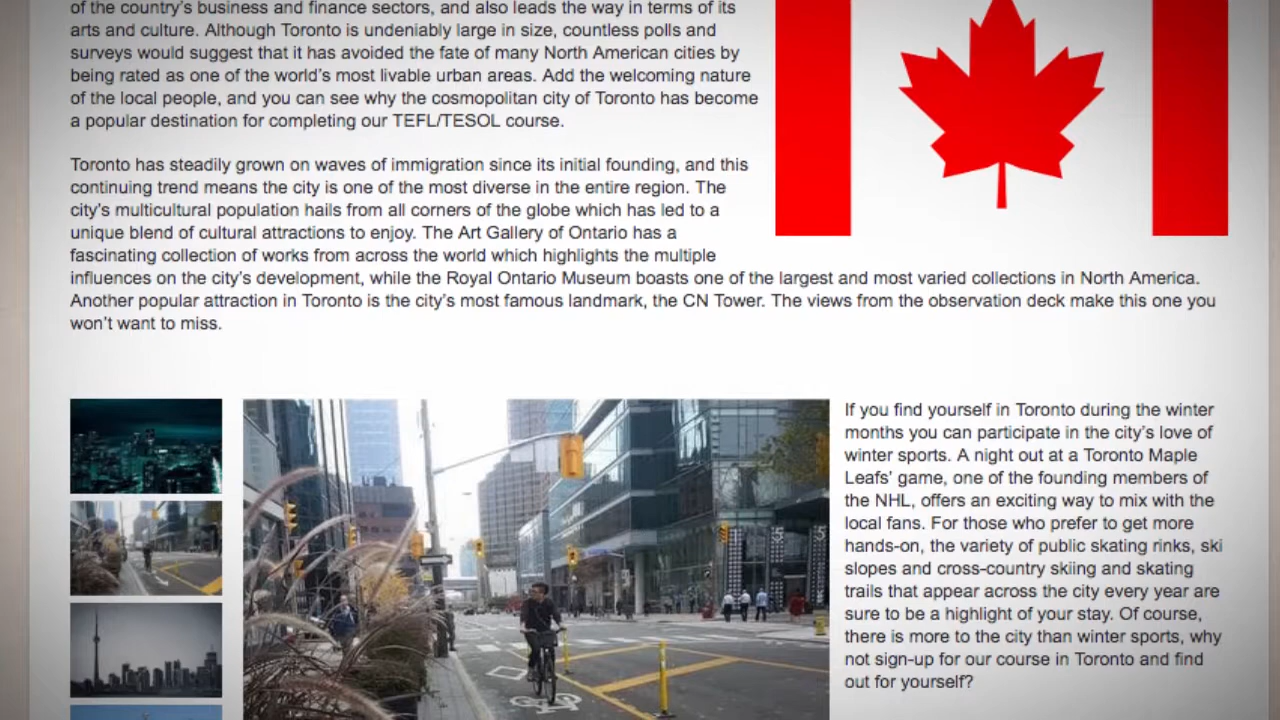 of the country's business and finance sectors, and also leads the way in terms of its
arts and culture. Although Toronto is undeniably large in size, countless polls and
surveys would suggest that it has avoided the fate of many North American cities by
being rated as one of the world's most livable urban areas. Add the welcoming nature
of the local people, and you can see why the cosmopolitan city of Toronto has become
a popular destination for completing our TEFL/TESOL course.
Toronto has steadily grown on waves of immigration since its initial founding, and this
continuing trend means the city is one of the most diverse in the entire region. The
city's multicultural population hails from all corners of the globe which has led to a
unique blend of cultural attractions to enjoy. The Art Gallery of Ontario has a
fascinating collection of works from across the world which highlights the multiple
influences on the city's development, while the Royal Ontario Museum boasts one of the largest and most varied collections in North America.
Another popular attraction in Toronto is the city's most famous landmark, the CN Tower. The views from the observation deck make this one you
won't want to miss.
If you find yourself in Toronto during the winter
months you can participate in the city's love of
winter sports. A night out at a Toronto Maple
Leafs' game, one of the founding members of
the NHL, offers an exciting way to mix with the
local fans. For those who prefer to get more
hands-on, the variety of public skating rinks, ski
slopes and cross-country skiing and skating
trails that appear across the city every year are
sure to be a highlight of your stay. Of course,
there is more to the city than winter sports, why
not sign-up for our course in Toronto and find
out for yourself?